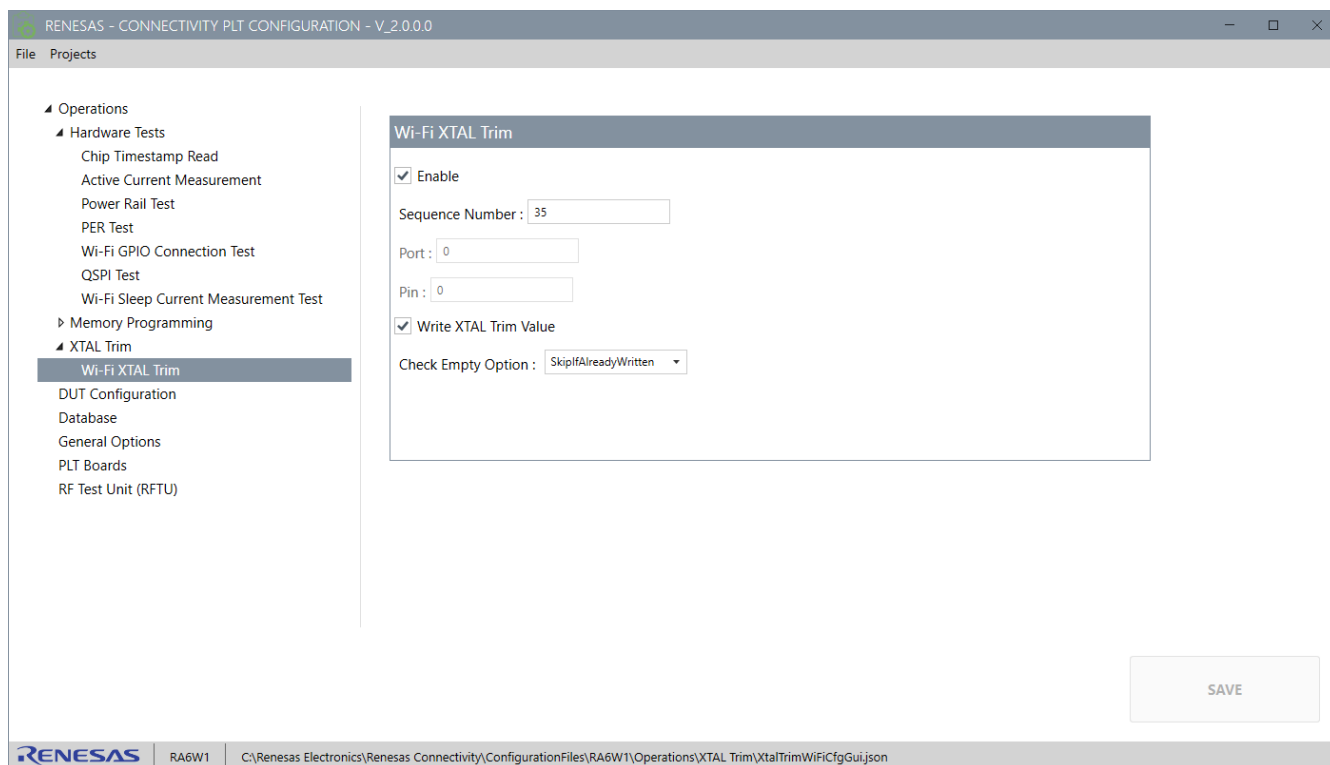 RENESAS - CONNECTIVITY PLT CONFIGURATION - V_2.0.0.0
File Projects
Operations
Hardware Tests
Chip Timestamp Read
Active Current Measurement
Power Rail Test
PER Test
Wi-Fi GPIO Connection Test
QSPI Test
Wi-Fi Sleep Current Measurement Test
Memory Programming
XTAL Trim
Wi-Fi XTAL Trim
DUT Configuration
Database
General Options
PLT Boards
RF Test Unit (RFTU)
Wi-Fi XTAL Trim
Enable
Sequence Number : 35
Port : 0
Pin : 0
Write XTAL Trim Value
Check Empty Option : SkipIfAlreadyWritten
SAVE
RENESAS RA6W1 C:\Renesas Electronics\Renesas Connectivity\ConfigurationFiles\RA6W1\Operations\XTAL Trim\XtalTrimWiFiCfgGui.json